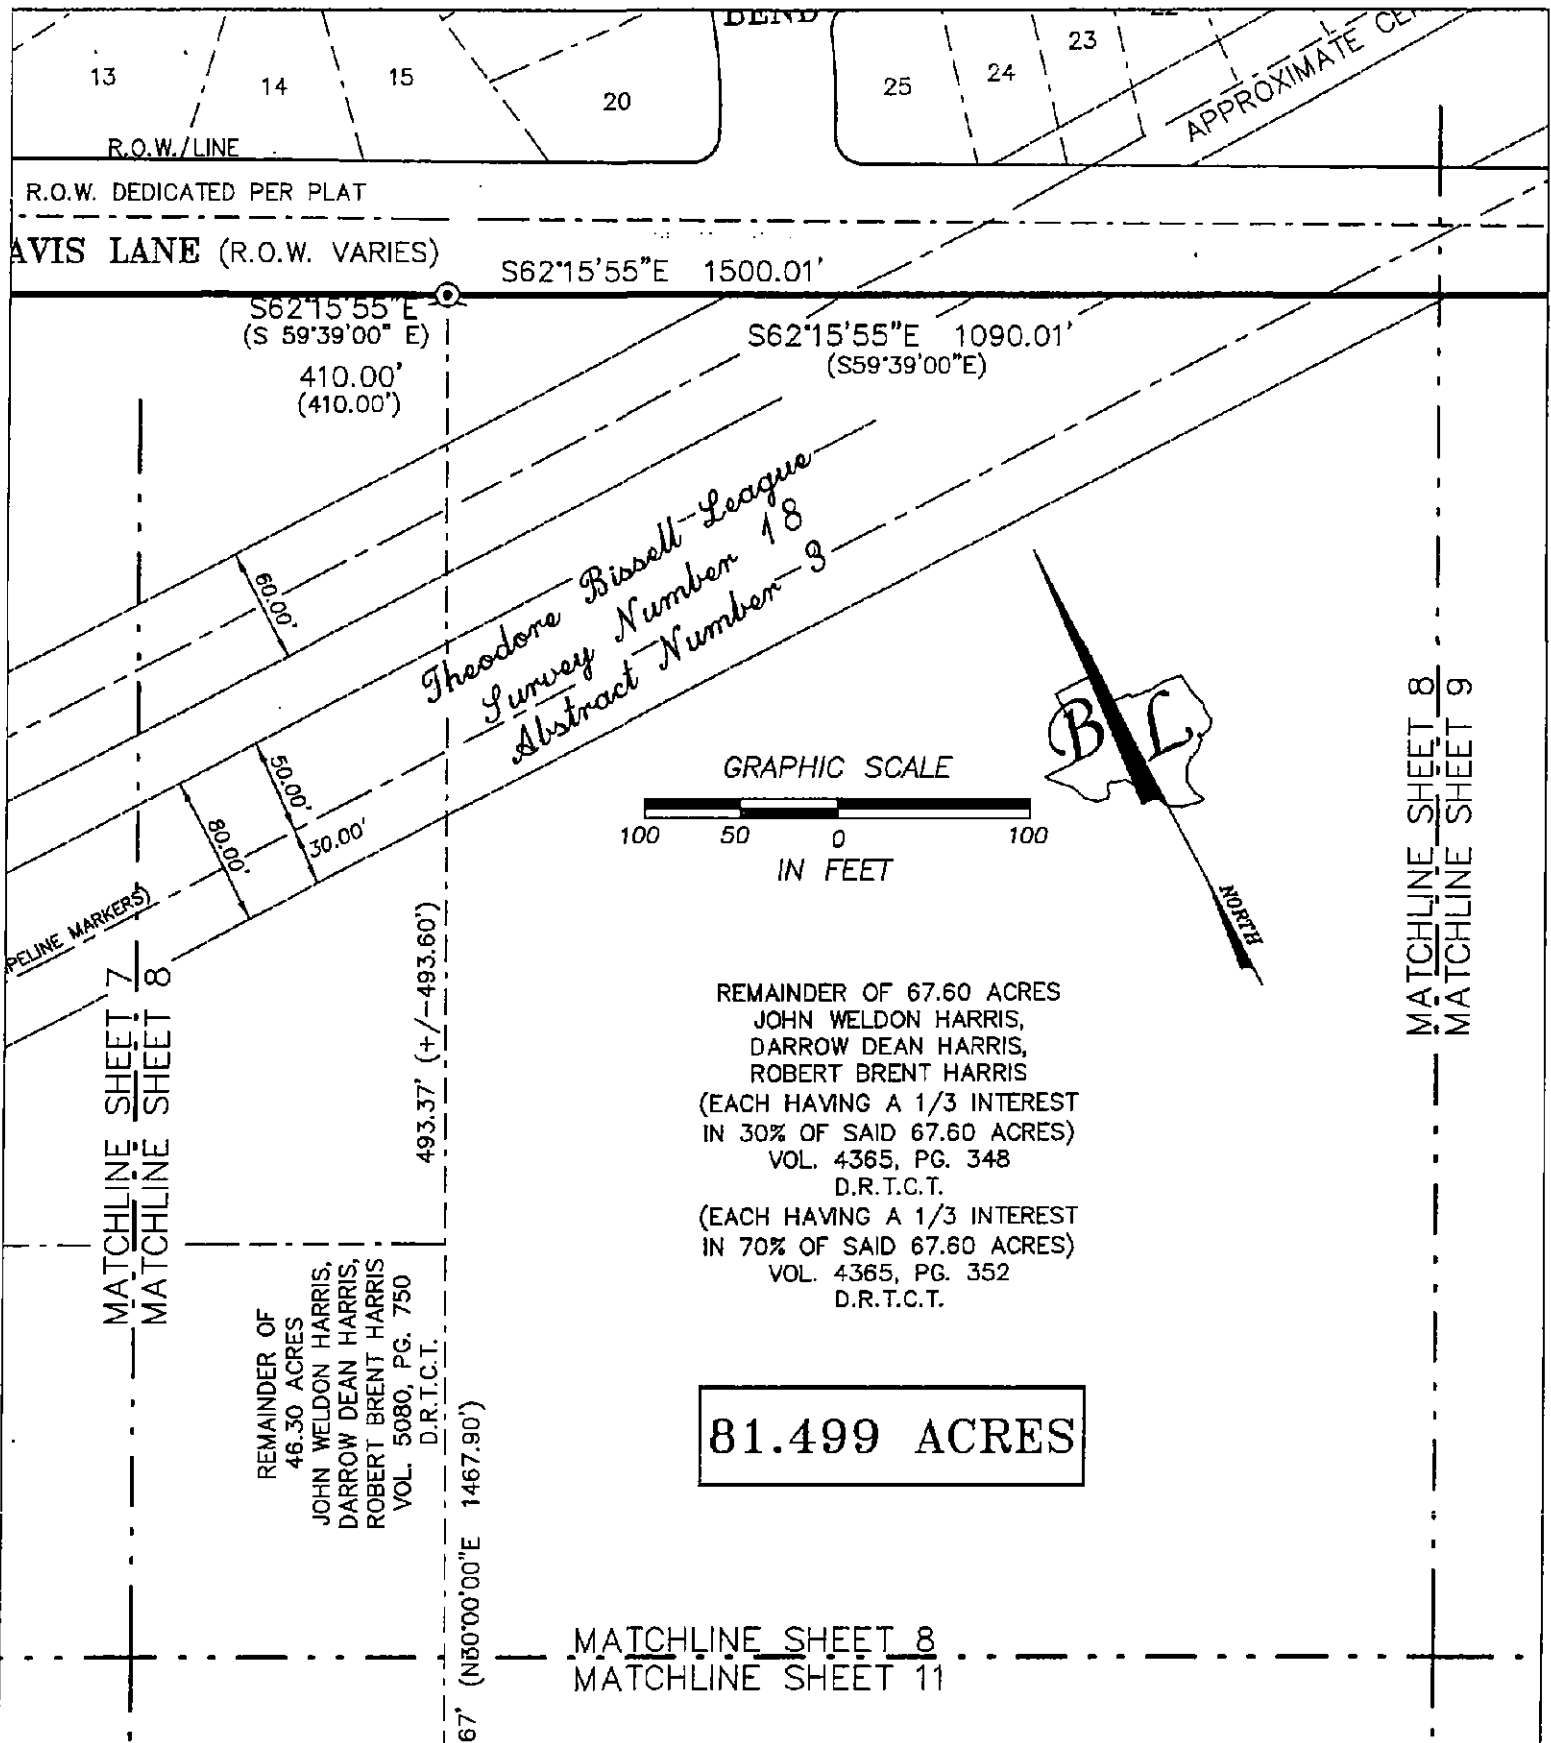 BEND
13
14
15
20
25
24
23
22
APPROXIMATE
R.O.W./LINE
R.O.W. DEDICATED PER PLAT
AVIS LANE (R.O.W. VARIES)
S62°15'55"E 1500.01'
S62°15'55"E
(S 59°39'00" E)
410.00'
(410.00')
S62°15'55"E 1090.01'
(S59°39'00"E)
60.00'
Theodore Bissell League
Survey Number 18
Abstract Number 3
50.00'
80.00'
30.00'
PELINE MARKERS)
GRAPHIC SCALE
100 50 0 100
IN FEET
B L
NORTH
MATCHLINE SHEET 7
MATCHLINE SHEET 8
MATCHLINE SHEET 8
MATCHLINE SHEET 9
493.37' (+/-493.60')
REMAINDER OF 67.60 ACRES
JOHN WELDON HARRIS,
DARROW DEAN HARRIS,
ROBERT BRENT HARRIS
(EACH HAVING A 1/3 INTEREST
IN 30% OF SAID 67.60 ACRES)
VOL. 4365, PG. 348
D.R.T.C.T.
(EACH HAVING A 1/3 INTEREST
IN 70% OF SAID 67.60 ACRES)
VOL. 4365, PG. 352
D.R.T.C.T.
REMAINDER OF
46.30 ACRES
JOHN WELDON HARRIS,
DARROW DEAN HARRIS,
ROBERT BRENT HARRIS
VOL. 5080, PG. 750
D.R.T.C.T.
81.499 ACRES
67' (N30°00'00"E 1467.90')
MATCHLINE SHEET 8
MATCHLINE SHEET 11